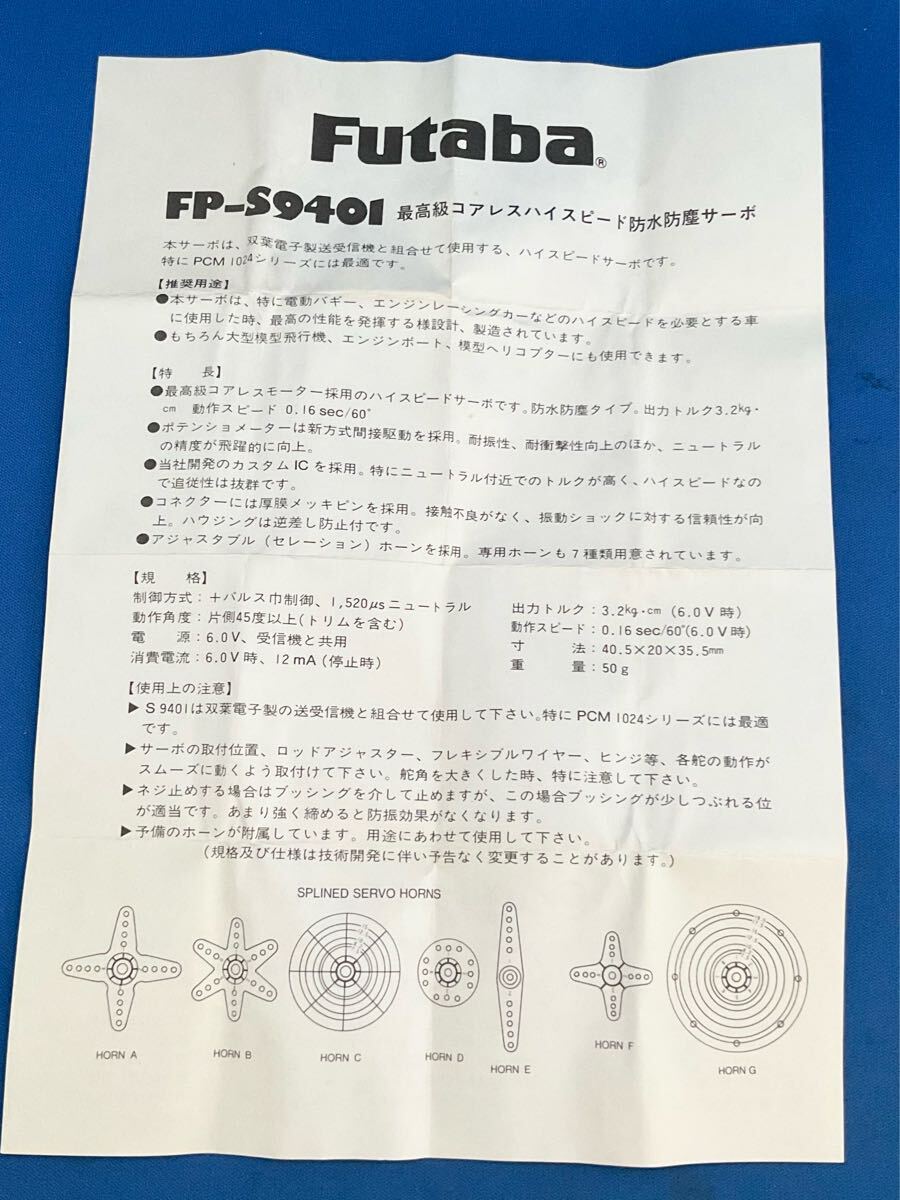 Futaba®
FP-S9401 最高級コアレスハイスピード防水防塵サーボ
本サーボは、双葉電子製送受信機と組合せて使用する、ハイスピードサーボです。
特に PCM 1024シリーズには最適です。
【推奨用途】
●本サーボは、特に電動バギー、エンジンレーシングカーなどのハイスピードを必要とする車
に使用した時、最高の性能を発揮する様設計、製造されています。
●もちろん大型模型飛行機、エンジンボート、模型ヘリコプターにも使用できます。
【特　長】
●最高級コアレスモーター採用のハイスピードサーボです。防水防塵タイプ。出力トルク3.2kg・
cm 動作スピード 0.16 sec/60°
●ポテンショメーターは新方式間接駆動を採用。耐振性、耐衝撃性向上のほか、ニュートラル
の精度が飛躍的に向上。
●当社開発のカスタム ICを採用。特にニュートラル付近でのトルクが高く、ハイスピードなの
で追従性は抜群です。
●コネクターには厚膜メッキピンを採用。接触不良がなく、振動ショックに対する信頼性が向
上。ハウジングは逆差し防止付です。
●アジャスタブル（セレーション）ホーンを採用。専用ホーンも7種類用意されています。
【規　格】
制御方式：＋パルス巾制御、1,520μsニュートラル
動作角度：片側45度以上(トリムを含む)
電　源：6.0V、受信機と共用
消費電流：6.0V時、12mA (停止時)
出力トルク：3.2kg・cm (6.0V時)
動作スピード：0.16 sec/60°(6.0V時)
寸　法：40.5×20×35.5mm
重　量：50g
【使用上の注意】
▶S9401は双葉電子製の送受信機と組合せて使用して下さい。特に PCM 1024シリーズには最適
です。
▶サーボの取付位置、ロッドアジャスター、フレキシブルワイヤー、ヒンジ等、各舵の動作が
スムーズに動くよう取付けて下さい。舵角を大きくした時、特に注意して下さい。
▶ネジ止めする場合はブッシングを介して止めますが、この場合ブッシングが少しつぶれる位
が適当です。あまり強く締めると防振効果がなくなります。
▶予備のホーンが附属しています。用途にあわせて使用して下さい。
(規格及び仕様は技術開発に伴い予告なく変更することがあります。)
SPLINED SERVO HORNS
HORN A
HORN B
HORN C
HORN D
HORN E
HORN F
HORN G